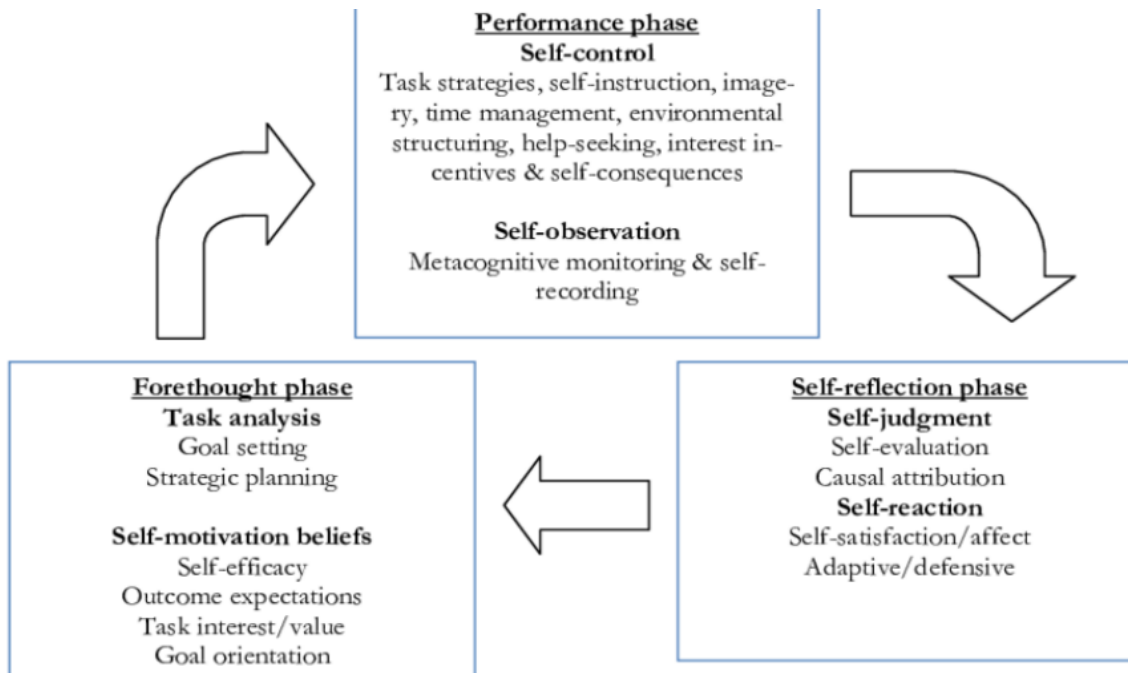 Performance phase
Self-control
Task strategies, self-instruction, image-
ry, time management, environmental
structuring, help-seeking, interest in-
centives & self-consequences
Self-observation
Metacognitive monitoring & self-
recording
Forethought phase
Task analysis
Goal setting
Strategic planning
Self-motivation beliefs
Self-efficacy
Outcome expectations
Task interest/value
Goal orientation
Self-reflection phase
Self-judgment
Self-evaluation
Causal attribution
Self-reaction
Self-satisfaction/affect
Adaptive/defensive